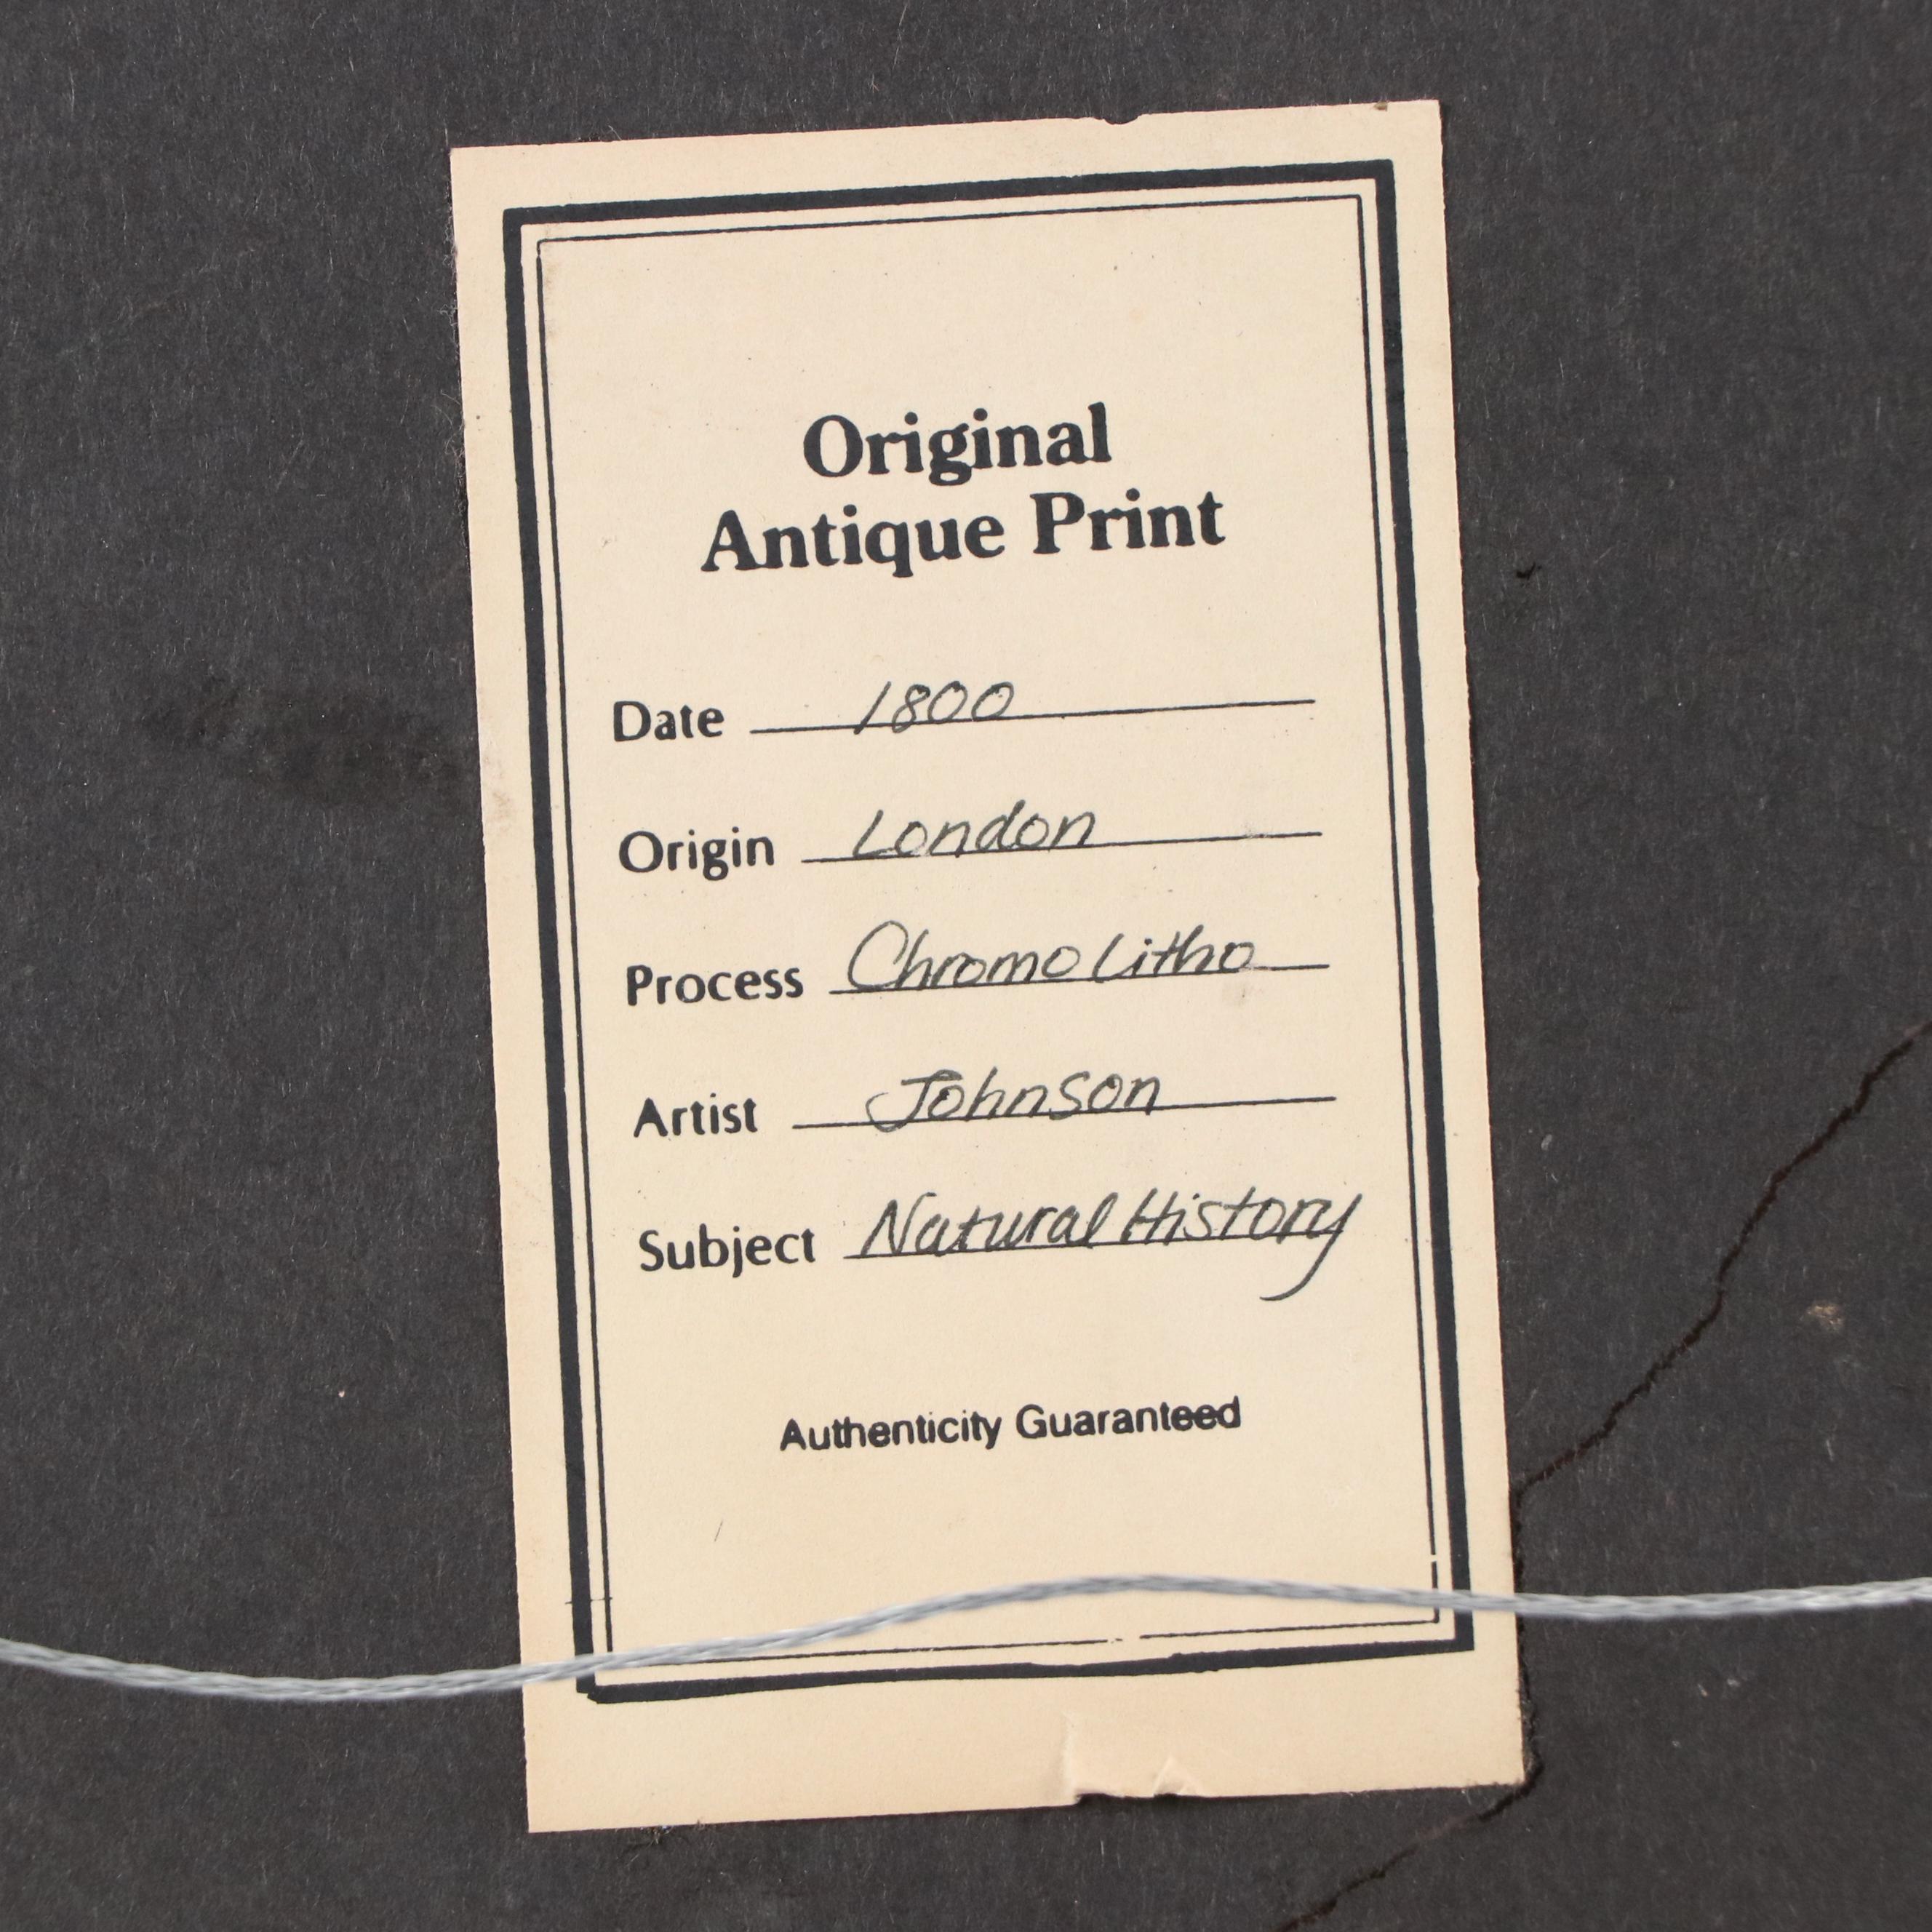 Original
Antique Print
Date 1800
Origin London
Process Chromo Litho
Artist Johnson
Subject Natural History
Authenticity Guaranteed